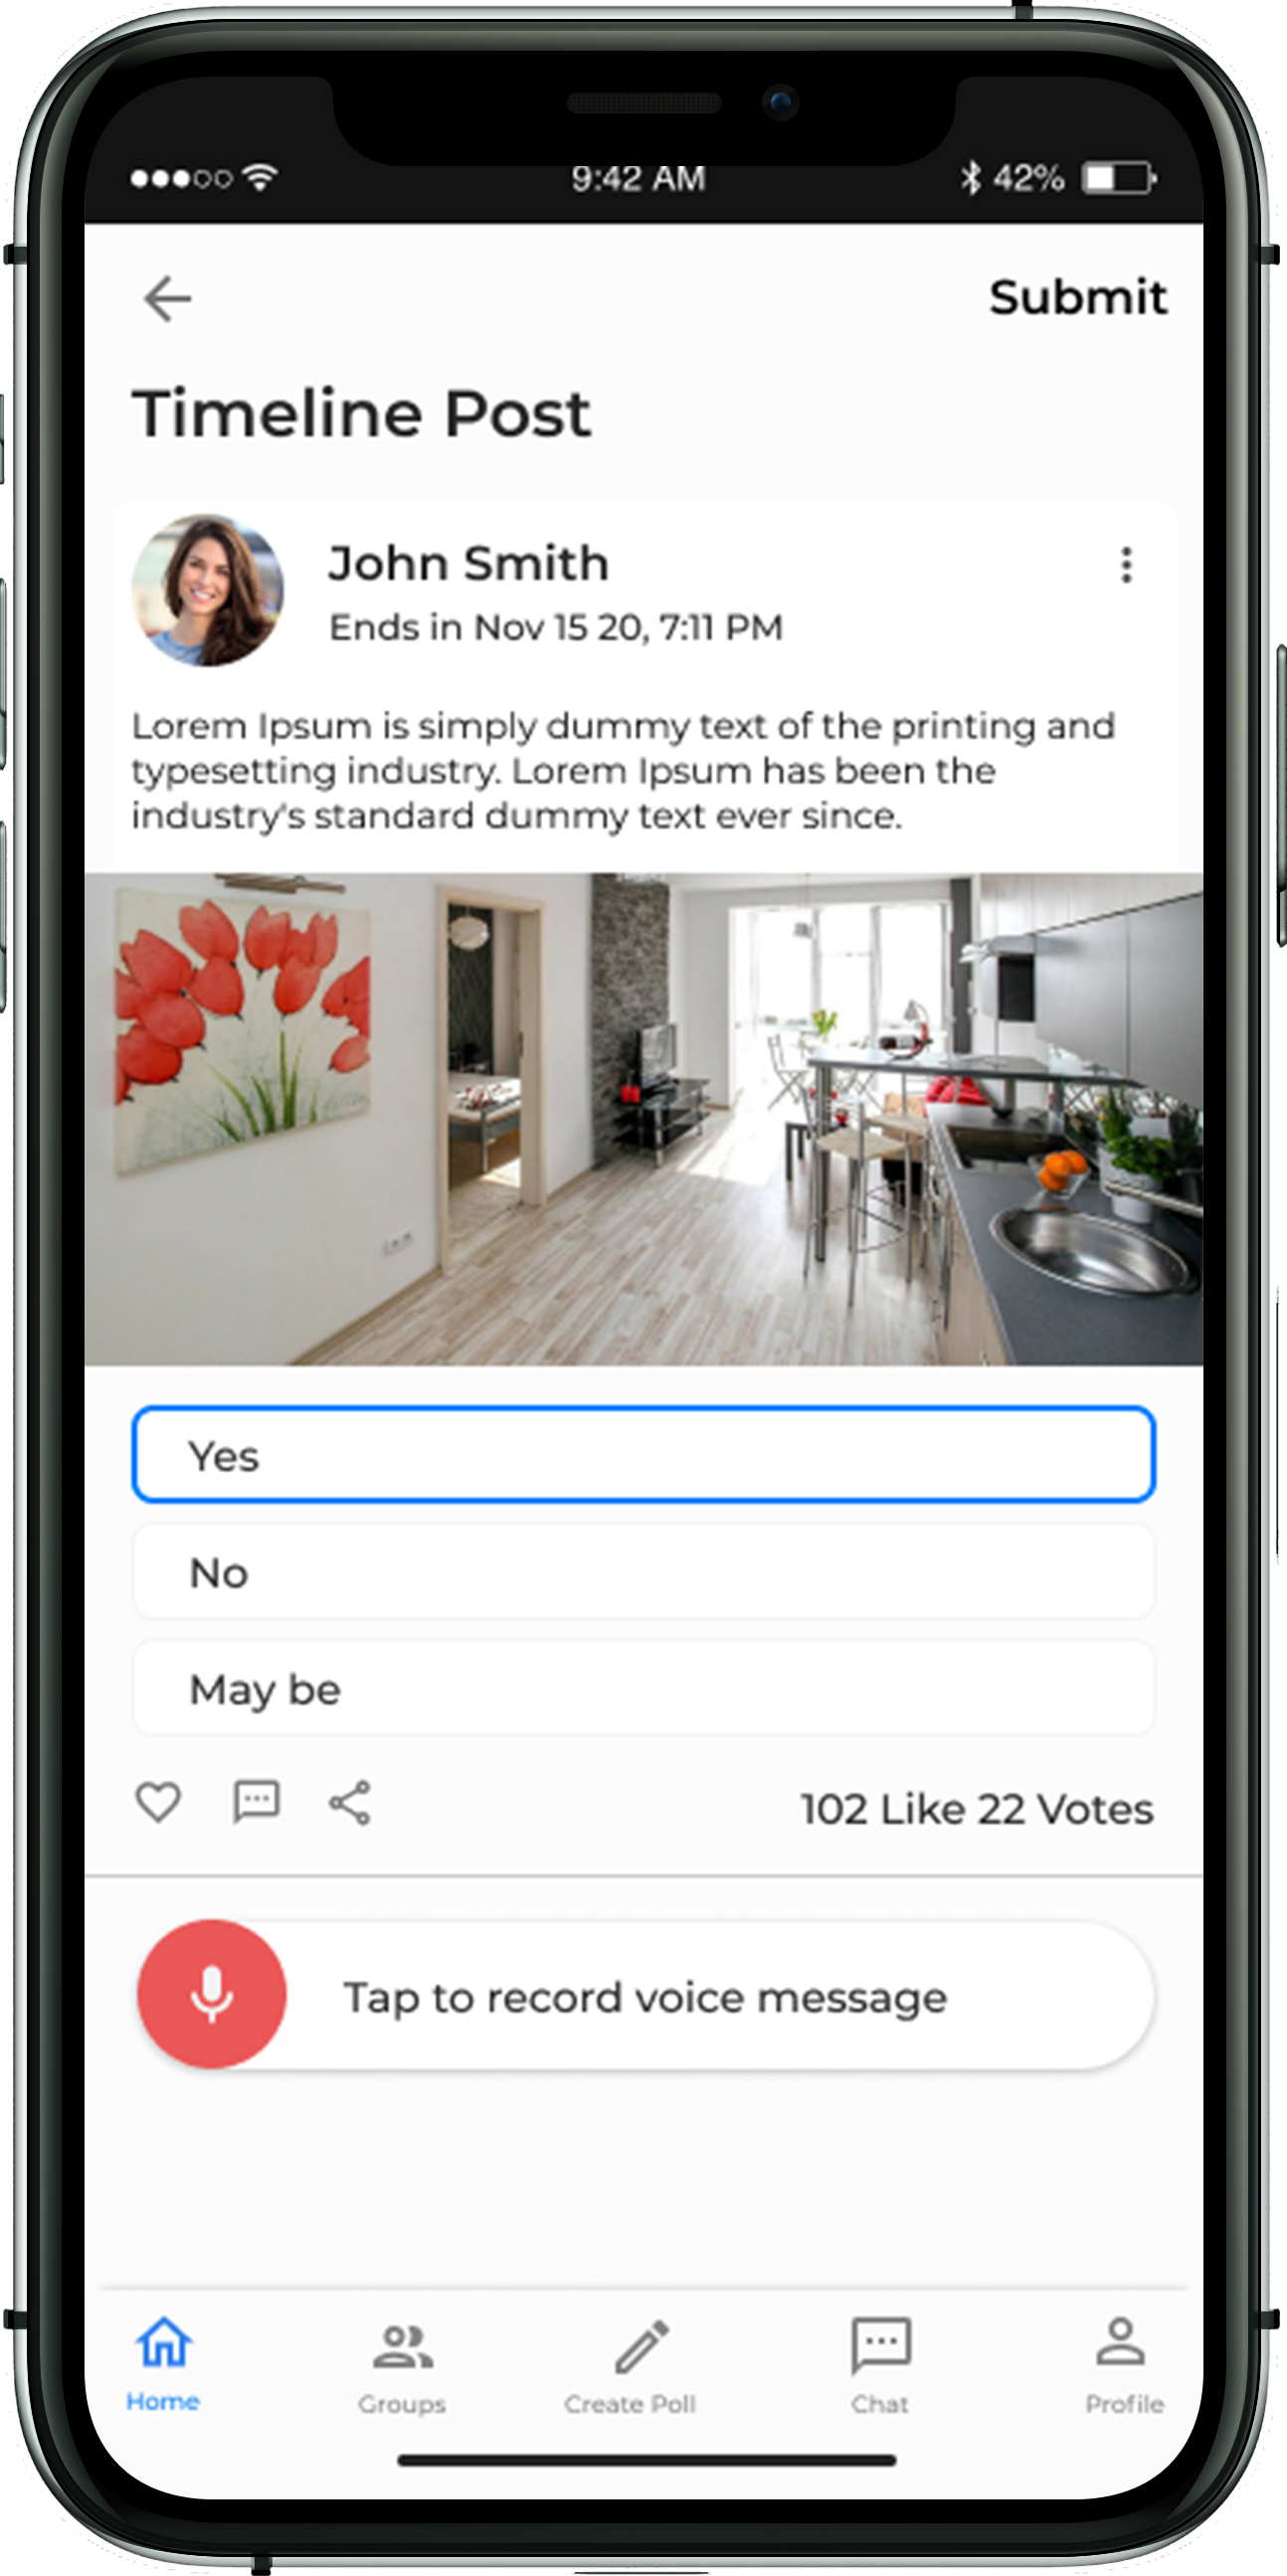 9:42 AM
42%
Submit
Timeline Post
John Smith
Ends in Nov 15 20, 7:11 PM
Lorem Ipsum is simply dummy text of the printing and
typesetting industry. Lorem Ipsum has been the
industry's standard dummy text ever since.
Yes
No
May be
102 Like 22 Votes
Tap to record voice message
Home
Groups
Create Poll
Chat
Profile